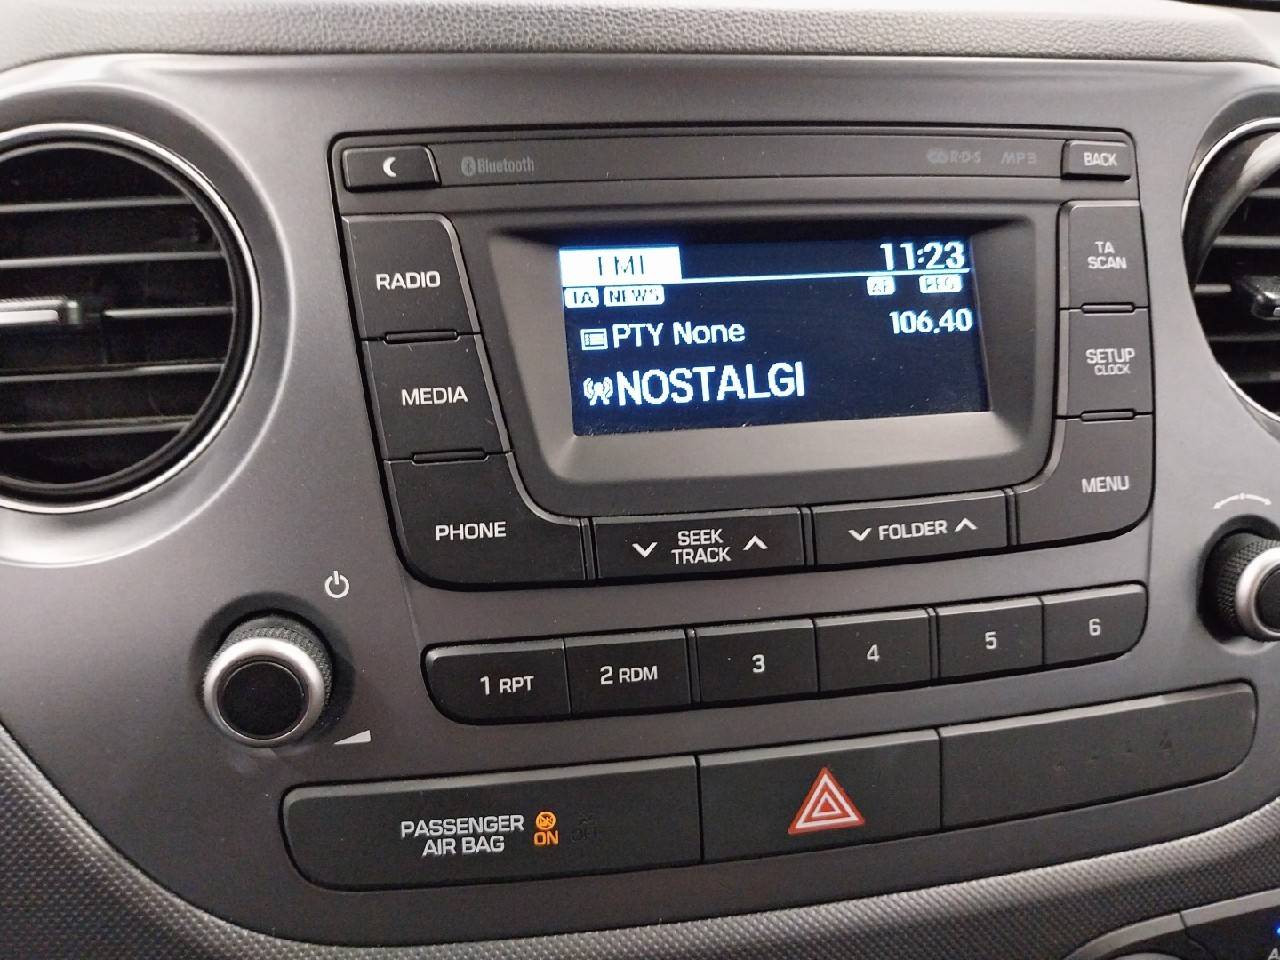 Bluetooth
R·D·S MP3
BACK
RADIO
MEDIA
PHONE
FM1 11:23
TA NEWS AF REG
PTY None 106.40
NOSTALGI
TA
SCAN
SETUP
CLOCK
MENU
SEEK
TRACK
FOLDER
1 RPT
2 RDM
3
4
5
6
PASSENGER
AIR BAG
ON
OFF